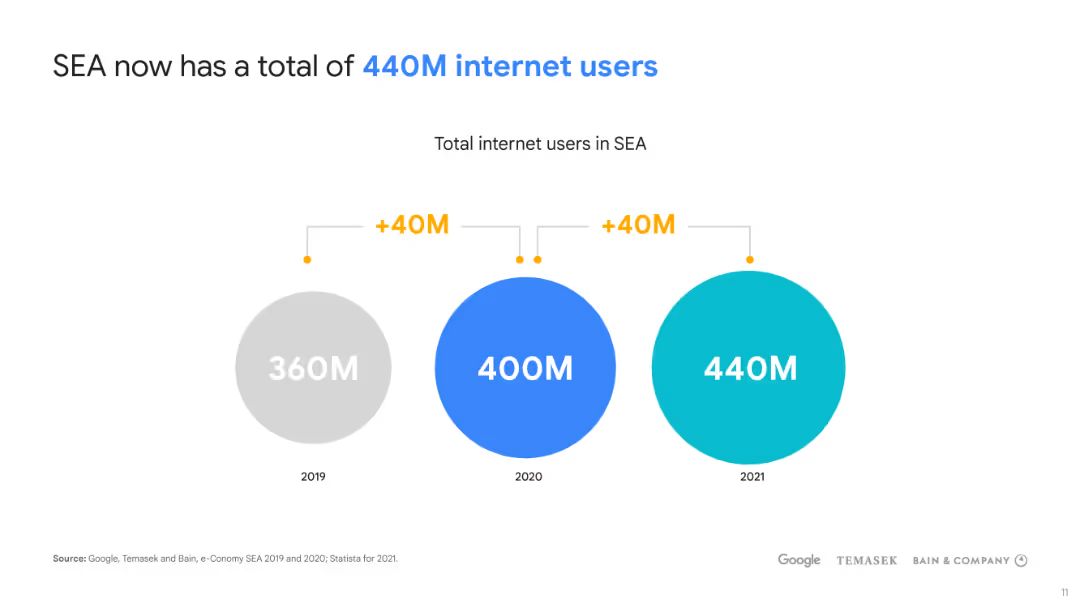 SEA now has a total of 440M internet users
Total internet users in SEA
+40M +40M
360M 400M 440M
2019 2020 2021
Source: Google, Temasek and Bain, e-Conomy SEA 2019 and 2020; Statista for 2021.
Google TEMASEK BAIN & COMPANY
11